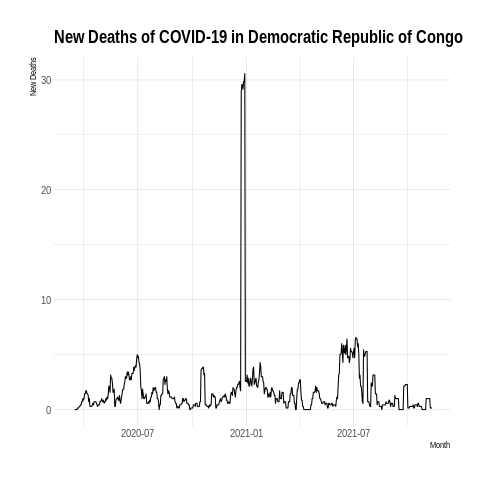 New Deaths of COVID-19 in Democratic Republic of Congo
New Deaths
30
20
10
0
2020-07
2021-01
2021-07
Month